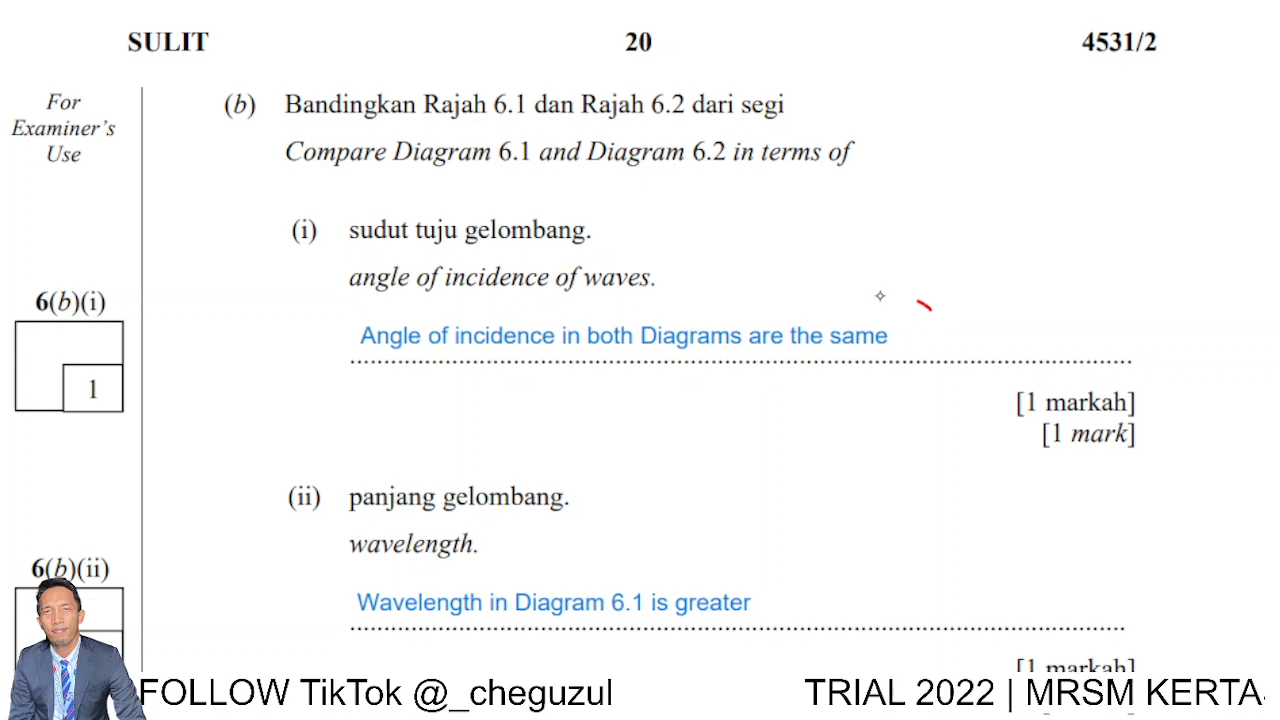 SULIT 20 4531/2
For
Examiner's
Use
(b) Bandingkan Rajah 6.1 dan Rajah 6.2 dari segi
Compare Diagram 6.1 and Diagram 6.2 in terms of
(i) sudut tuju gelombang.
angle of incidence of waves.
6(b)(i)
1
Angle of incidence in both Diagrams are the same
[1 markah]
[1 mark]
(ii) panjang gelombang.
wavelength.
6(b)(ii)
Wavelength in Diagram 6.1 is greater
[1 markah]
FOLLOW TikTok @_cheguzul TRIAL 2022 | MRSM KERTA